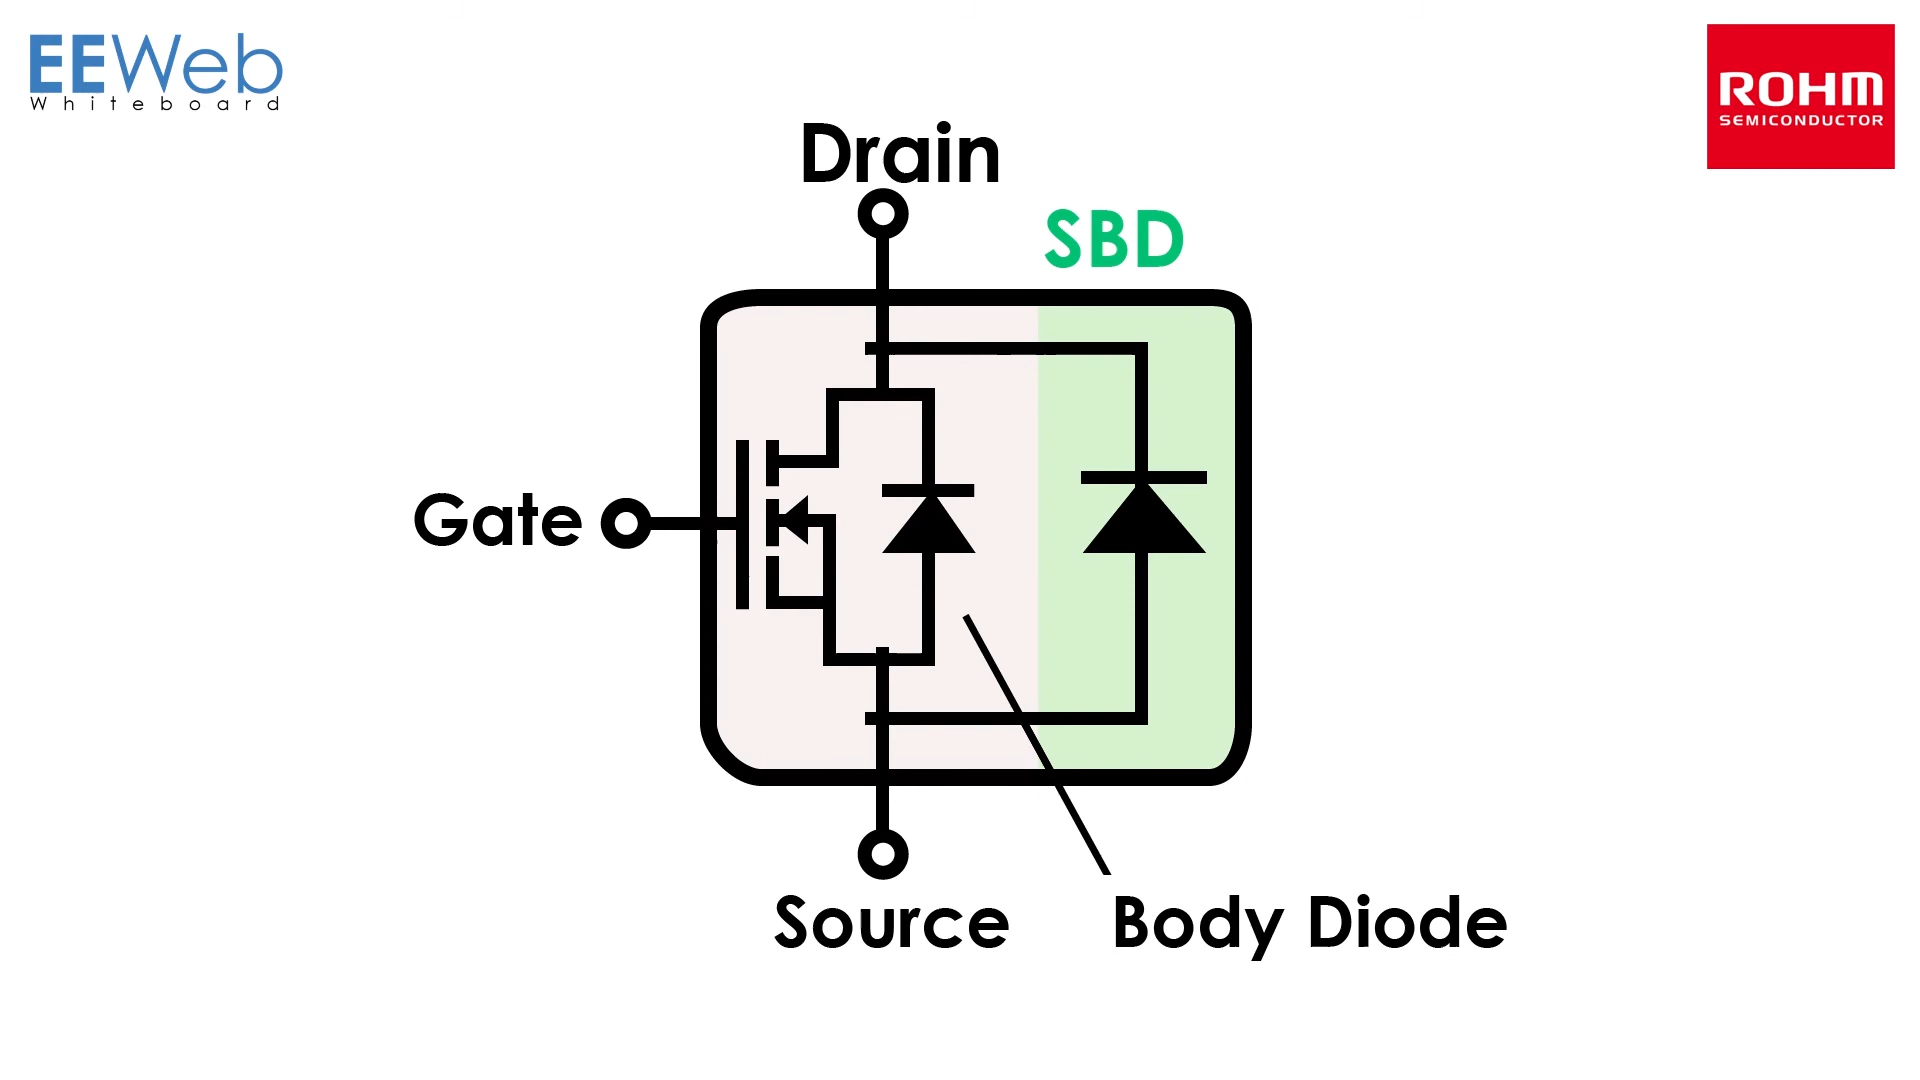 EEWeb
Whiteboard
ROHM
SEMICONDUCTOR
Drain
SBD
Gate
Source
Body Diode